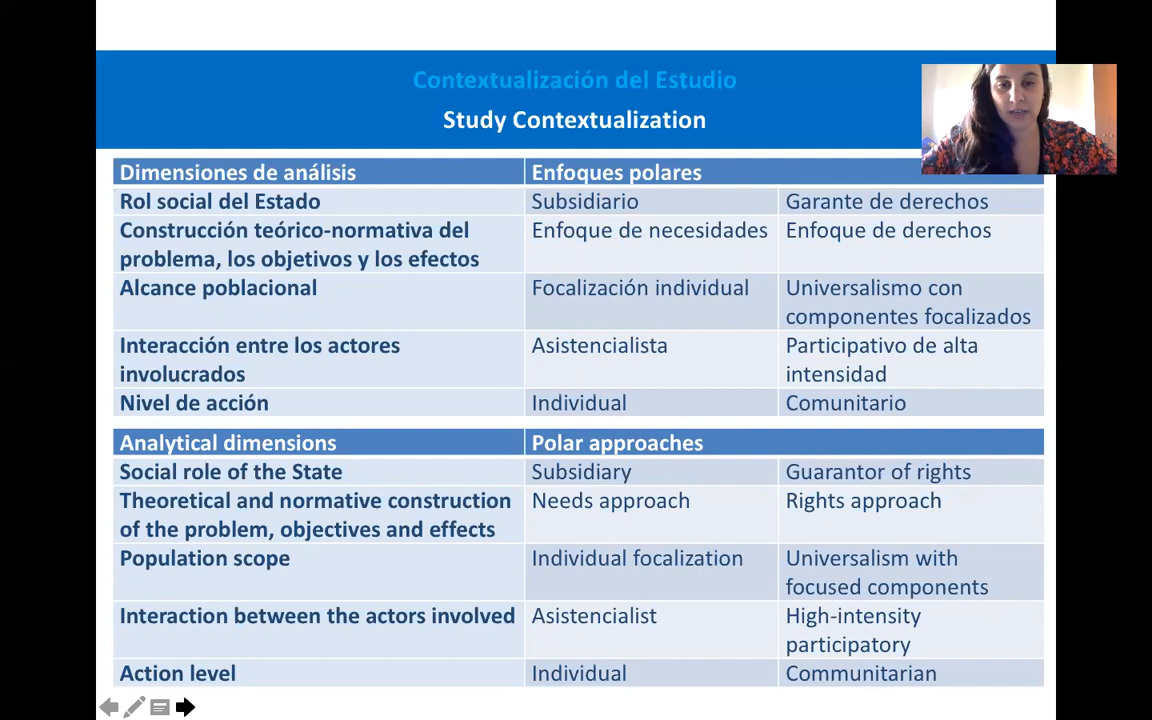 Contextualización del Estudio
Study Contextualization
Dimensiones de análisis Enfoques polares
Rol social del Estado Subsidiario Garante de derechos
Construcción teórico-normativa del Enfoque de necesidades Enfoque de derechos
problema, los objetivos y los efectos
Alcance poblacional Focalización individual Universalismo con
componentes focalizados
Interacción entre los actores Asistencialista Participativo de alta
involucrados intensidad
Nivel de acción Individual Comunitario
Analytical dimensions Polar approaches
Social role of the State Subsidiary Guarantor of rights
Theoretical and normative construction Needs approach Rights approach
of the problem, objectives and effects
Population scope Individual focalization Universalism with
focused components
Interaction between the actors involved Asistencialist High-intensity
participatory
Action level Individual Communitarian